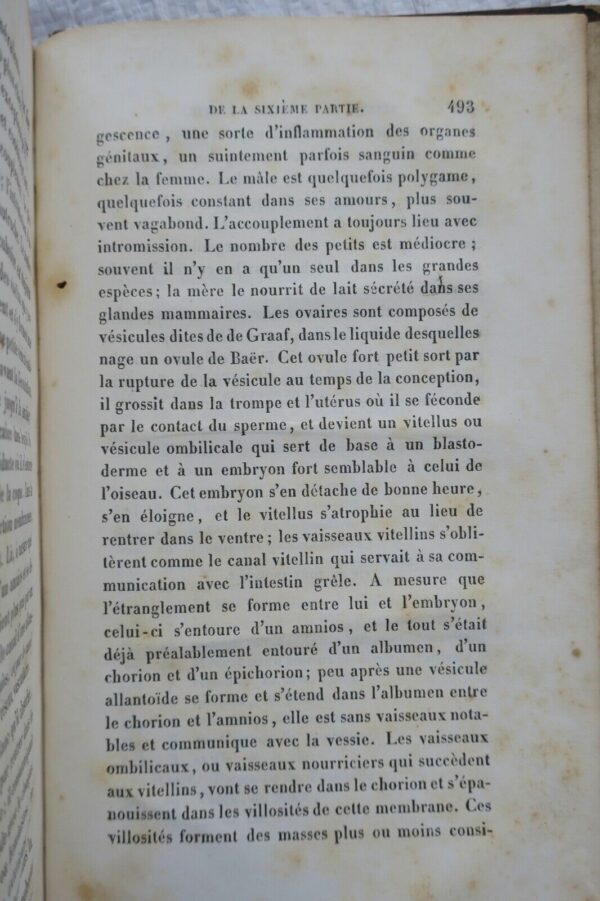 DE LA SIXIÈME PARTIE. 493
gescence, une sorte d'inflammation des organes
génitaux, un suintement parfois sanguin comme
chez la femme. Le mâle est quelquefois polygame,
quelquefois constant dans ses amours, plus sou-
vent vagabond. L'accouplement a toujours lieu avec
intromission. Le nombre des petits est médiocre;
souvent il n'y en a qu'un seul dans les grandes
espèces; la mère le nourrit de lait sécrété dans ses
glandes mammaires. Les ovaires sont composés de
vésicules dites de de Graaf, dans le liquide desquelles
nage un ovule de Baër. Cet ovule fort petit sort par
la rupture de la vésicule au temps de la conception,
il grossit dans la trompe et l'utérus où il se féconde
par le contact du sperme, et devient un vitellus ou
vésicule ombilicale qui sert de base à un blasto-
derme et à un embryon fort semblable à celui de
l'oiseau. Cet embryon s'en détache de bonne heure,
s'en éloigne, et le vitellus s'atrophie au lieu de
rentrer dans le ventre; les vaisseaux vitellins s'obli-
tèrent comme le canal vitellin qui servait à sa com-
munication avec l'intestin grêle. A mesure que
l'étranglement se forme entre lui et l'embryon,
celui-ci s'entoure d'un amnios, et le tout s'était
déjà préalablement entouré d'un albumen, d'un
chorion et d'un épichorion; peu après une vésicule
allantoïde se forme et s'étend dans l'albumen entre
le chorion et l'amnios, elle est sans vaisseaux nota-
bles et communique avec la vessie. Les vaisseaux
ombilicaux, ou vaisseaux nourriciers qui succèdent
aux vitellins, vont se rendre dans le chorion et s'épa-
nouissent dans les villosités de cette membrane. Ces
villosités forment des masses plus ou moins consi-